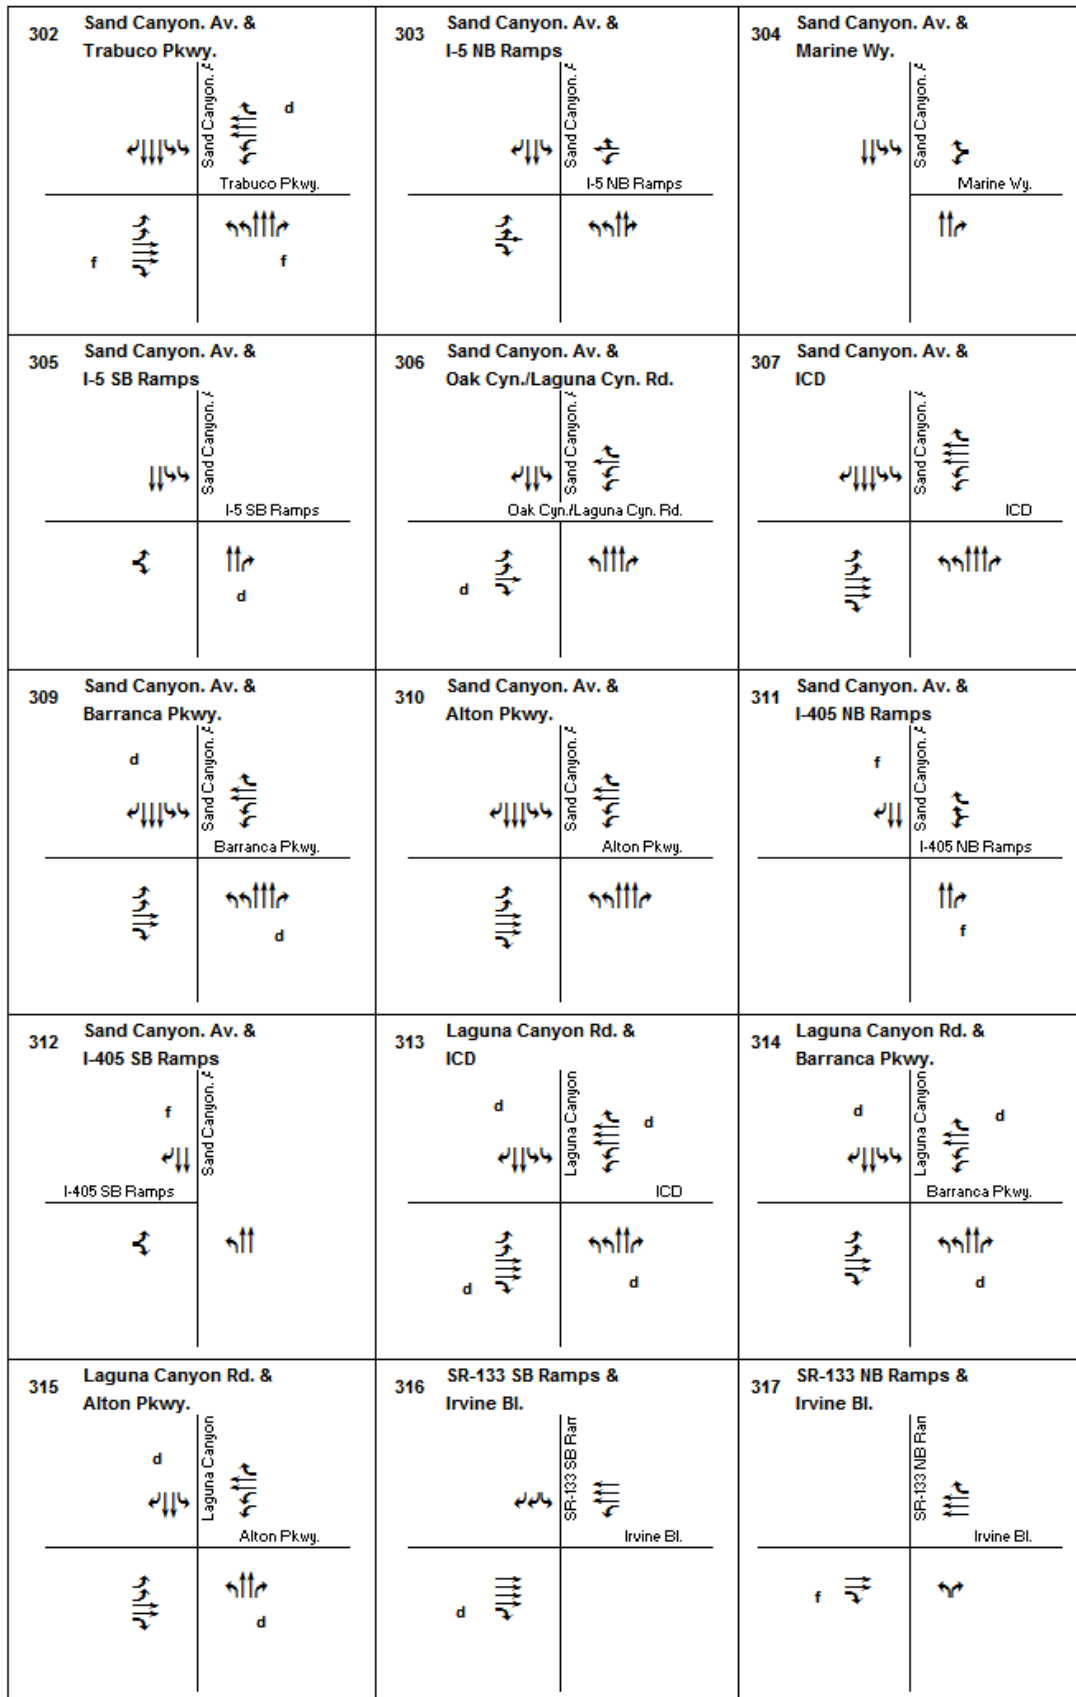 302 Sand Canyon. Av. &
Trabuco Pkwy.
Sand Canyon. A
d
Trabuco Pkwy.
f
f
303 Sand Canyon. Av. &
I-5 NB Ramps
Sand Canyon. A
I-5 NB Ramps
304 Sand Canyon. Av. &
Marine Wy.
Sand Canyon. A
Marine Wy.
305 Sand Canyon. Av. &
I-5 SB Ramps
Sand Canyon. A
I-5 SB Ramps
d
306 Sand Canyon. Av. &
Oak Cyn./Laguna Cyn. Rd.
Sand Canyon. A
Oak Cyn./Laguna Cyn. Rd.
d
307 Sand Canyon. Av. &
ICD
Sand Canyon. A
ICD
309 Sand Canyon. Av. &
Barranca Pkwy.
d
Sand Canyon. A
Barranca Pkwy.
d
310 Sand Canyon. Av. &
Alton Pkwy.
Sand Canyon. A
Alton Pkwy.
311 Sand Canyon. Av. &
I-405 NB Ramps
f
Sand Canyon. A
I-405 NB Ramps
f
312 Sand Canyon. Av. &
I-405 SB Ramps
f
Sand Canyon. A
I-405 SB Ramps
313 Laguna Canyon Rd. &
ICD
d
Laguna Canyon
d
ICD
d
d
314 Laguna Canyon Rd. &
Barranca Pkwy.
d
Laguna Canyon
d
Barranca Pkwy.
d
315 Laguna Canyon Rd. &
Alton Pkwy.
d
Laguna Canyon
Alton Pkwy.
d
316 SR-133 SB Ramps &
Irvine Bl.
SR-133 SB Ram
Irvine Bl.
d
317 SR-133 NB Ramps &
Irvine Bl.
SR-133 NB Ram
Irvine Bl.
f